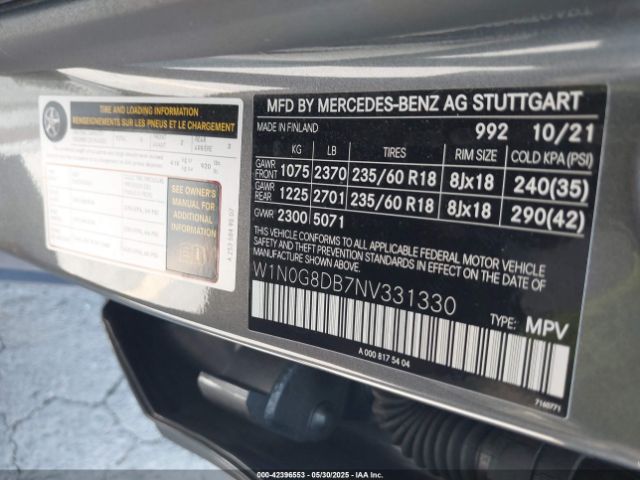 TIRE AND LOADING INFORMATION
RENSEIGNEMENTS SUR LES PNEUS ET LE CHARGEMENT
SEE OWNER'S
MANUAL FOR
ADDITIONAL
INFORMATION
A 253 584 99 07
MFD BY MERCEDES-BENZ AG STUTTGART
MADE IN FINLAND 992 10/21
KG LB TIRES RIM SIZE COLD KPA (PSI)
GAWR FRONT 1075 2370 235/60 R18 8Jx18 240(35)
GAWR REAR 1225 2701 235/60 R18 8Jx18 290(42)
GVWR 2300 5071
THIS VEHICLE CONFORMS TO ALL APPLICABLE FEDERAL MOTOR VEHICLE
SAFETY AND THEFT PREVENTION STANDARDS IN EFFECT ON THE DATE OF
MANUFACTURE SHOWN ABOVE.
W1N0G8DB7NV331330
TYPE: MPV
A 000 817 54 04
7160771
000-42396553 - 05/30/2025 - IAA, Inc.